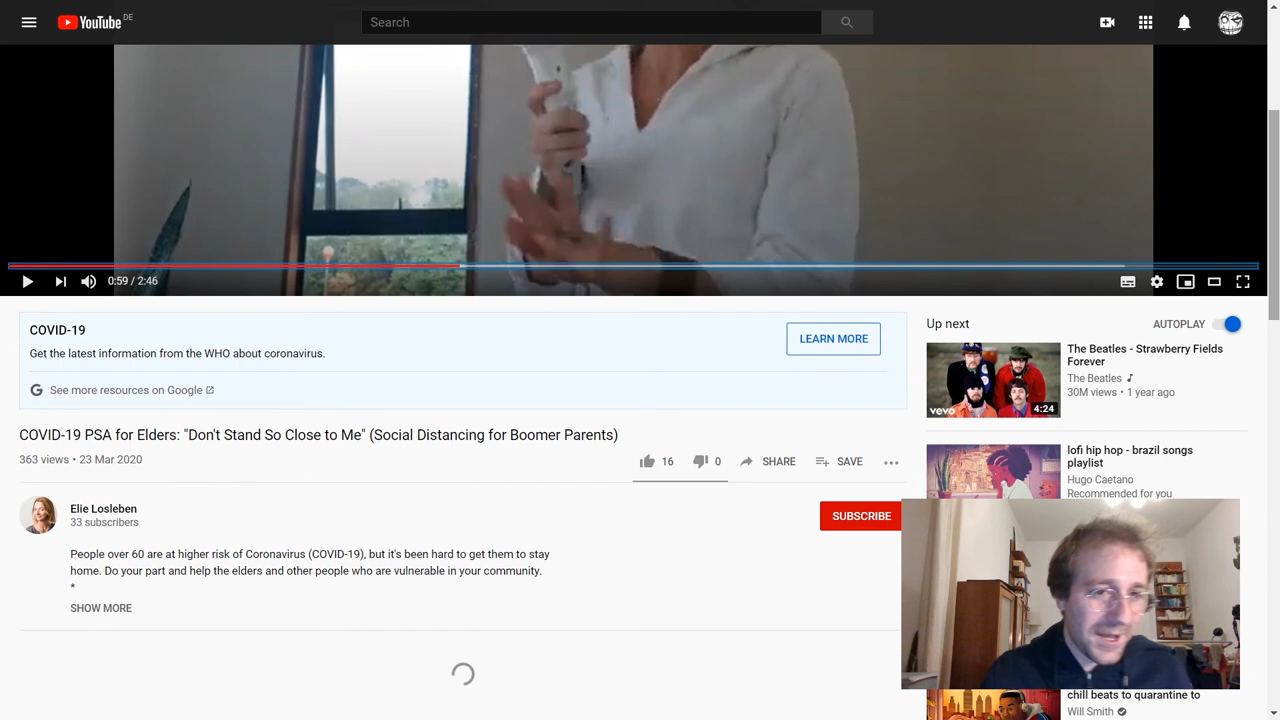 YouTube DE
Search
0:59 / 2:46
COVID-19
Get the latest information from the WHO about coronavirus.
LEARN MORE
See more resources on Google
COVID-19 PSA for Elders: "Don't Stand So Close to Me" (Social Distancing for Boomer Parents)
363 views • 23 Mar 2020
16
0
SHARE
SAVE
Elie Losleben
33 subscribers
SUBSCRIBE
People over 60 are at higher risk of Coronavirus (COVID-19), but it's been hard to get them to stay
home. Do your part and help the elders and other people who are vulnerable in your community.
*
SHOW MORE
Up next
AUTOPLAY
vevo
4:24
The Beatles - Strawberry Fields
Forever
The Beatles
30M views • 1 year ago
lofi hip hop - brazil songs
playlist
Hugo Caetano
Recommended for you
chill beats to quarantine to
Will Smith